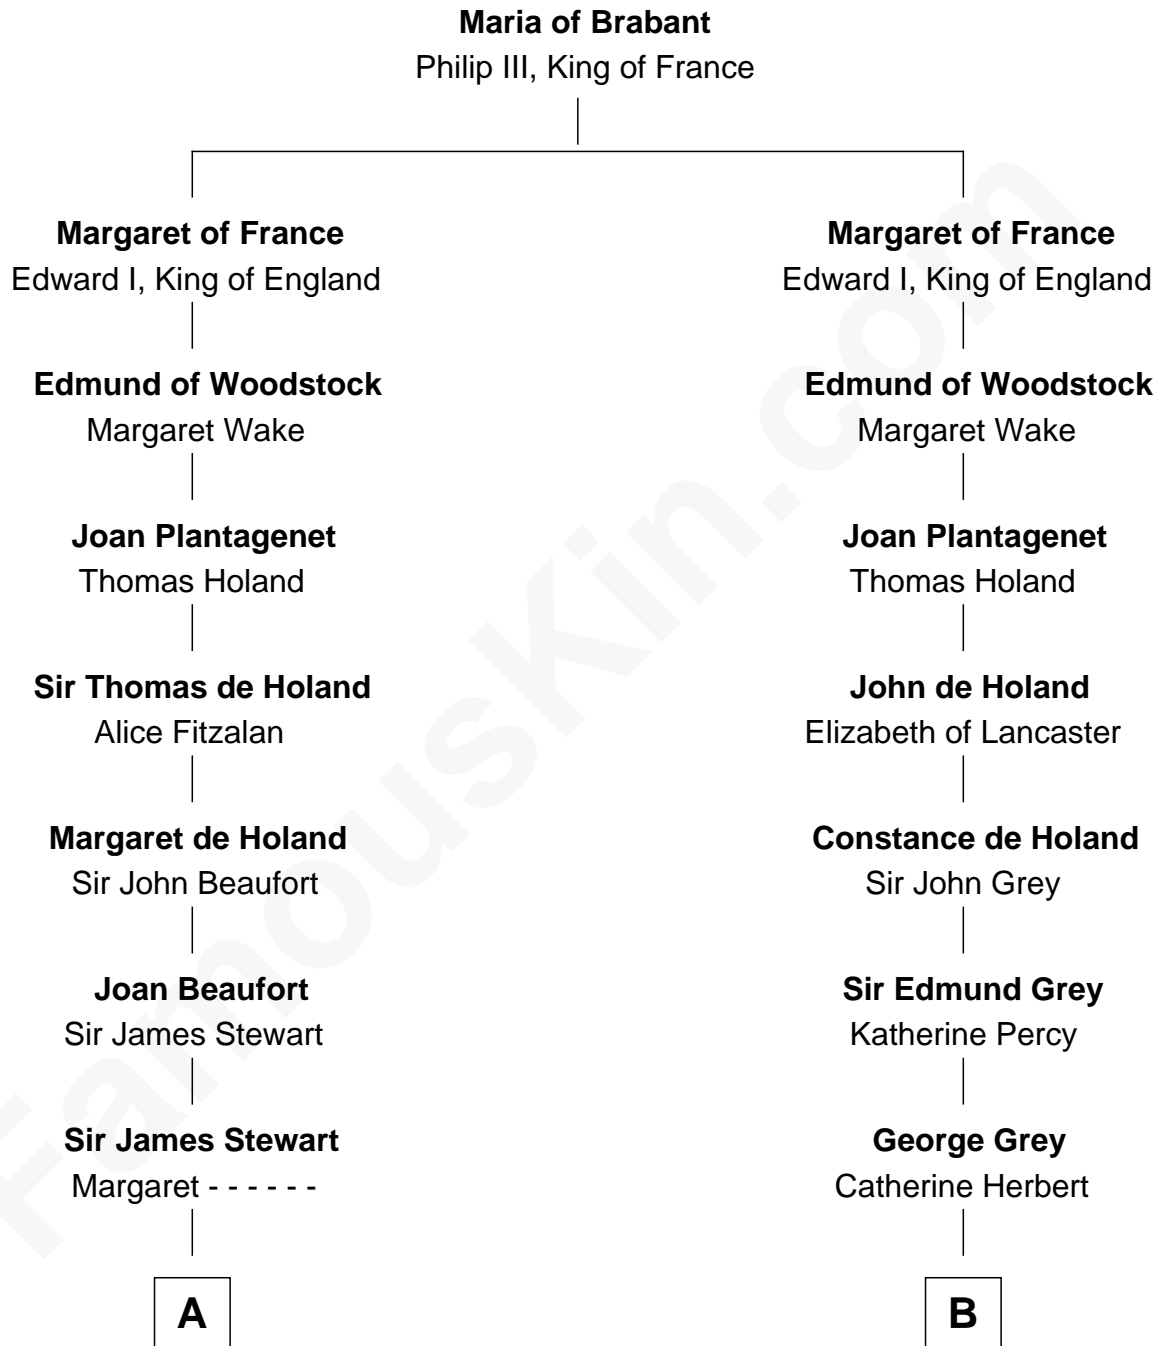 Maria of Brabant
Philip III, King of France
Margaret of France
Edward I, King of England
Edmund of Woodstock
Margaret Wake
Joan Plantagenet
Thomas Holand
Sir Thomas de Holand
Alice Fitzalan
Margaret de Holand
Sir John Beaufort
Joan Beaufort
Sir James Stewart
Sir James Stewart
Margaret - - - - - -
A
Margaret of France
Edward I, King of England
Edmund of Woodstock
Margaret Wake
Joan Plantagenet
Thomas Holand
John de Holand
Elizabeth of Lancaster
Constance de Holand
Sir John Grey
Sir Edmund Grey
Katherine Percy
George Grey
Catherine Herbert
B
FamousKin.com